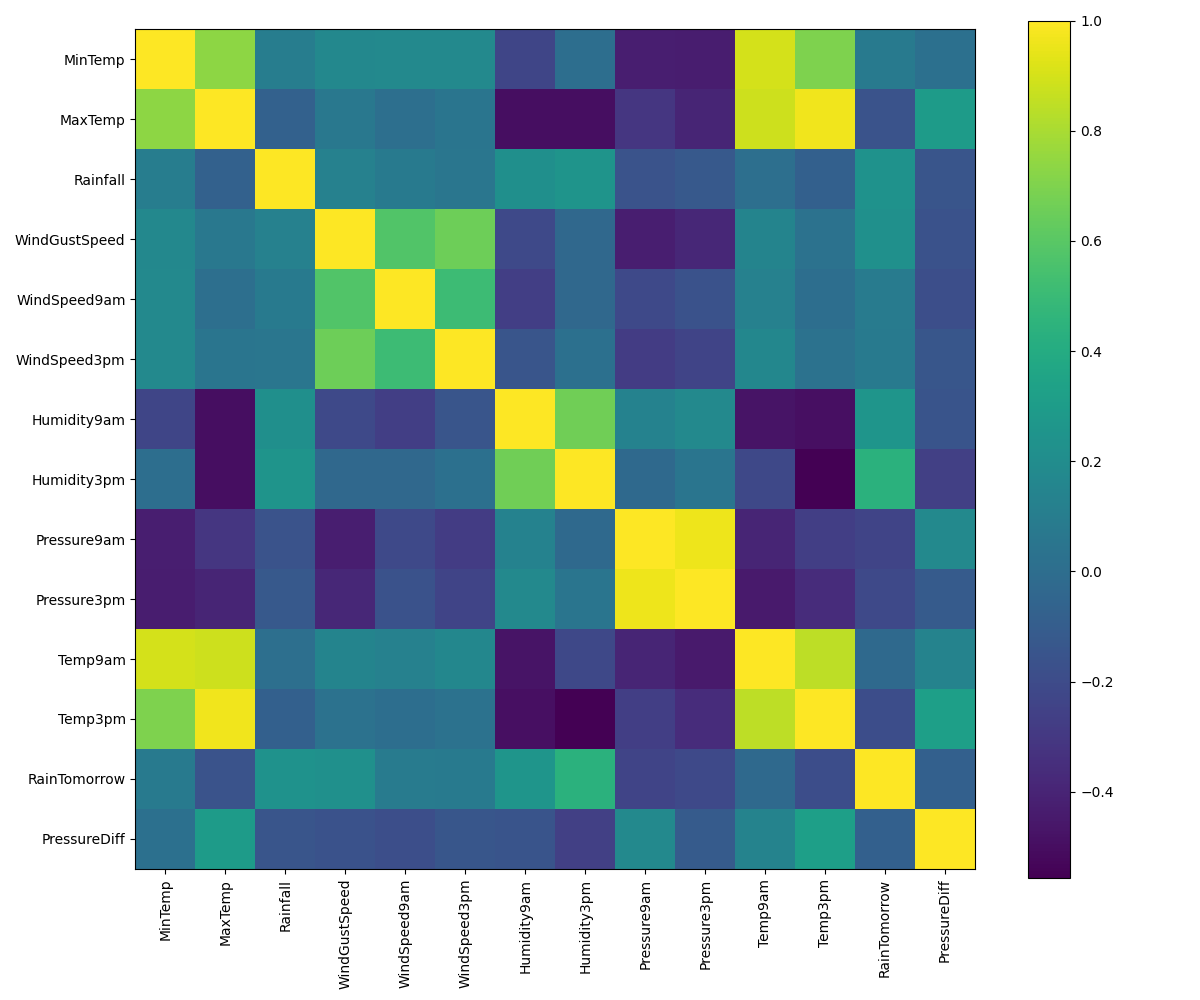 MinTemp
MaxTemp
Rainfall
WindGustSpeed
WindSpeed9am
WindSpeed3pm
Humidity9am
Humidity3pm
Pressure9am
Pressure3pm
Temp9am
Temp3pm
RainTomorrow
PressureDiff
MinTemp
MaxTemp
Rainfall
WindGustSpeed
WindSpeed9am
WindSpeed3pm
Humidity9am
Humidity3pm
Pressure9am
Pressure3pm
Temp9am
Temp3pm
RainTomorrow
PressureDiff
1.0
0.8
0.6
0.4
0.2
0.0
−0.2
−0.4